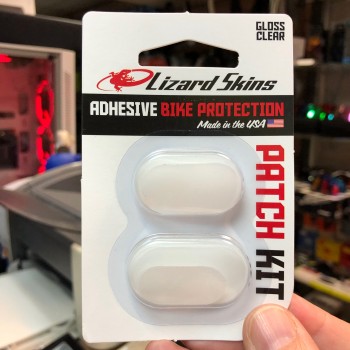 GLOSS
CLEAR
Lizard Skins
ADHESIVE BIKE PROTECTION
Made in the USA
PATCH KIT